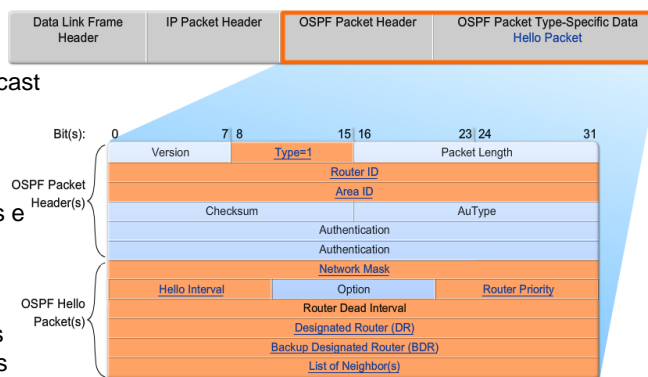 Data Link Frame Header
IP Packet Header
OSPF Packet Header
OSPF Packet Type-Specific Data
Hello Packet
cast
Bit(s): 0 7 8 15 16 23 24 31
Version Type=1 Packet Length
Router ID
OSPF Packet Header(s)
Area ID
s e
Checksum AuType
Authentication
Authentication
Network Mask
Hello Interval Option Router Priority
OSPF Hello Packet(s)
Router Dead Interval
Designated Router (DR)
s
Backup Designated Router (BDR)
s
List of Neighbor(s)